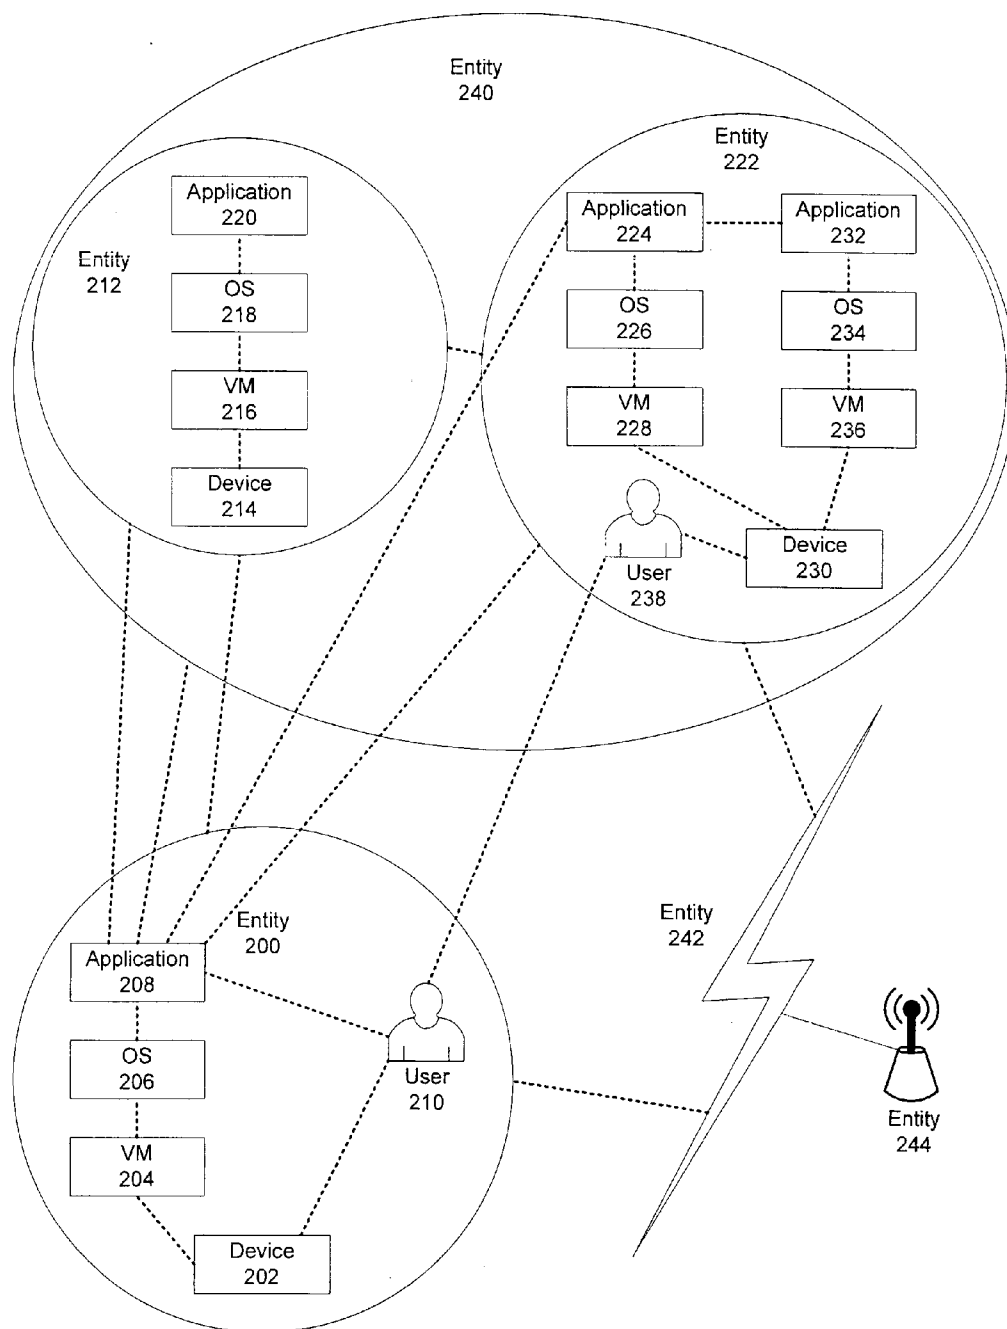 Entity
240
Entity
222
Application
220
Application
224
Application
232
Entity
212
OS
218
OS
226
OS
234
VM
216
VM
228
VM
236
Device
214
User
238
Device
230
Entity
200
Entity
242
Application
208
OS
206
User
210
VM
204
Entity
244
Device
202